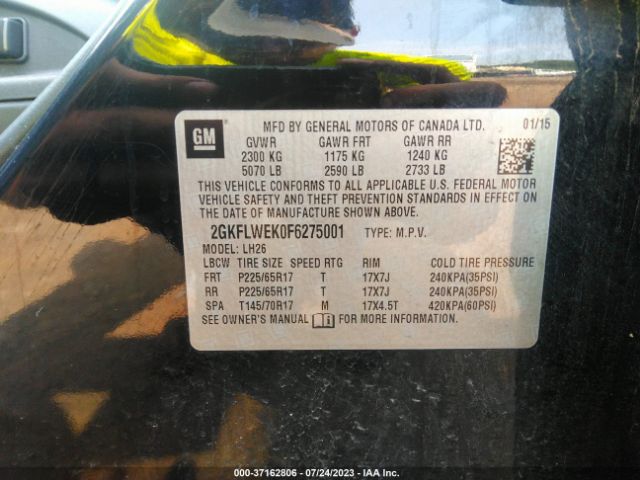 GM MFD BY GENERAL MOTORS OF CANADA LTD. 01/15
GVWR GAWR FRT GAWR RR
2300 KG 1175 KG 1240 KG
5070 LB 2590 LB 2733 LB
THIS VEHICLE CONFORMS TO ALL APPLICABLE U.S. FEDERAL MOTOR
VEHICLE SAFETY AND THEFT PREVENTION STANDARDS IN EFFECT ON
THE DATE OF MANUFACTURE SHOWN ABOVE.
2GKFLWEK0F6275001 TYPE: M.P.V.
MODEL: LH26
LBCW TIRE SIZE SPEED RTG RIM COLD TIRE PRESSURE
FRT P225/65R17 T 17X7J 240KPA(35PSI)
RR P225/65R17 T 17X7J 240KPA(35PSI)
SPA T145/70R17 M 17X4.5T 420KPA(60PSI)
SEE OWNER'S MANUAL FOR MORE INFORMATION.
000-37162806 - 07/24/2023 - IAA Inc.